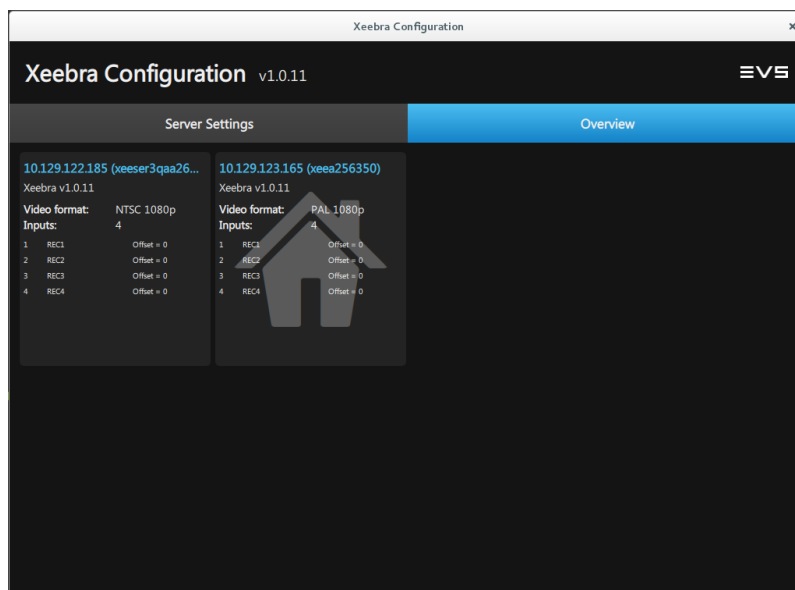 Xeebra Configuration
×
Xeebra Configuration v1.0.11
EVS
Server Settings
Overview
10.129.122.185 (xeeser3qaa26...
Xeebra v1.0.11
Video format: NTSC 1080p
Inputs: 4
1 REC1 Offset = 0
2 REC2 Offset = 0
3 REC3 Offset = 0
4 REC4 Offset = 0
10.129.123.165 (xeea256350)
Xeebra v1.0.11
Video format: PAL 1080p
Inputs: 4
1 REC1 Offset = 0
2 REC2 Offset = 0
3 REC3 Offset = 0
4 REC4 Offset = 0